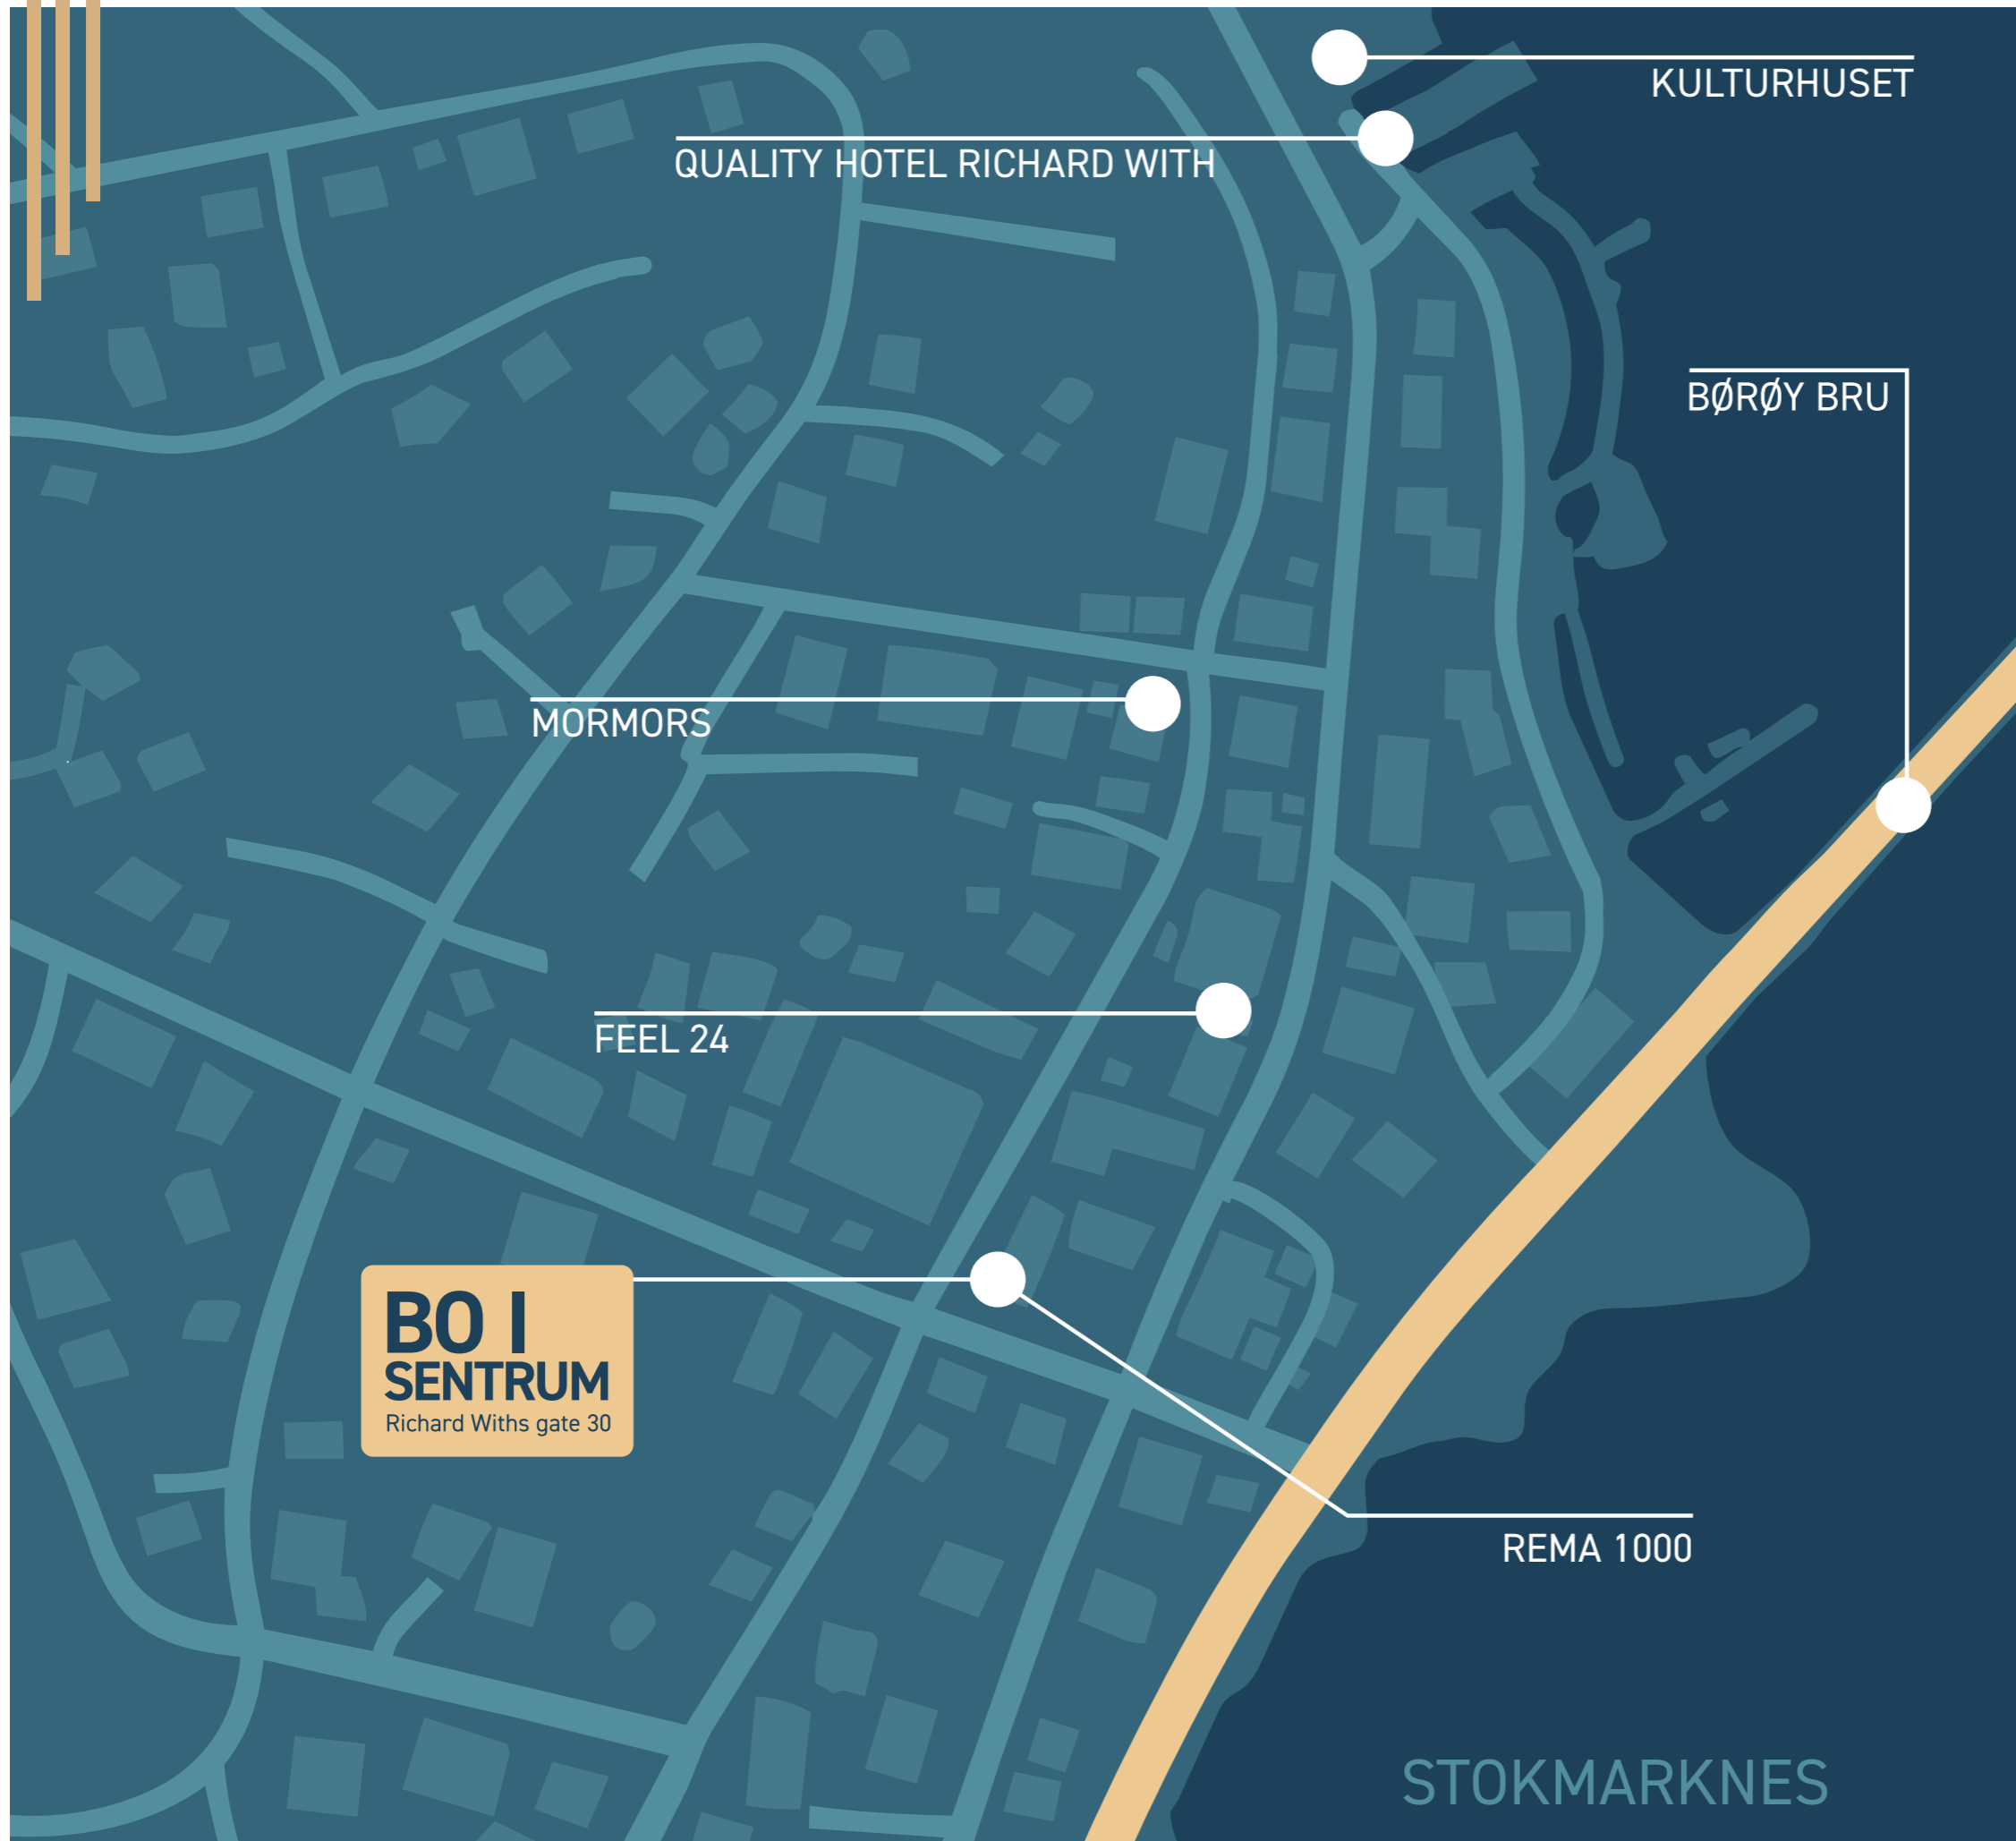 KULTURHUSET
QUALITY HOTEL RICHARD WITH
BØRØY BRU
MORMORS
FEEL 24
BO I
SENTRUM
Richard Withs gate 30
REMA 1000
STOKMARKNES